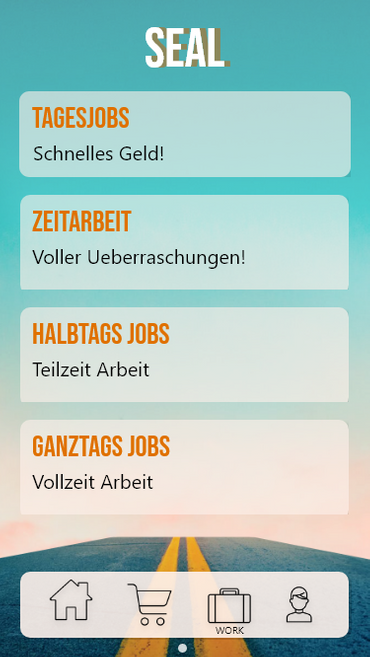 SEAL
TAGESJOBS
Schnelles Geld!
ZEITARBEIT
Voller Ueberraschungen!
HALBTAGS JOBS
Teilzeit Arbeit
GANZTAGS JOBS
Vollzeit Arbeit
WORK